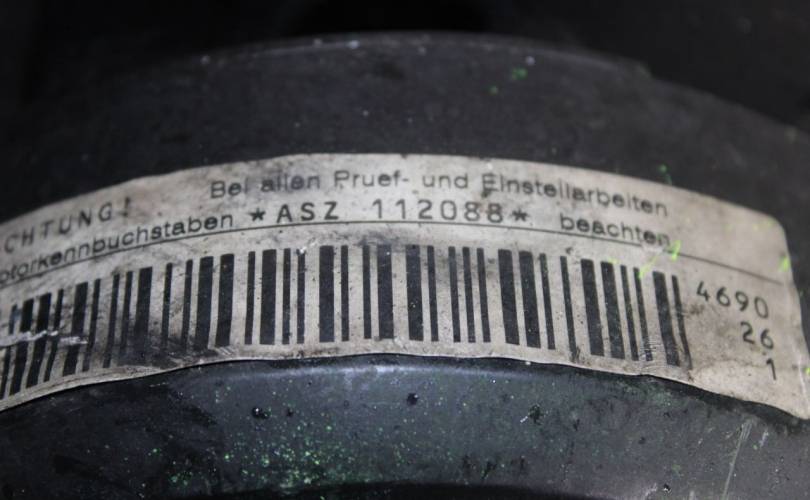 CHTUNG! Bei allen Pruef- und Einstellarbeiten
otorkennbuchstaben *ASZ 112088* beachten
4690
26
1